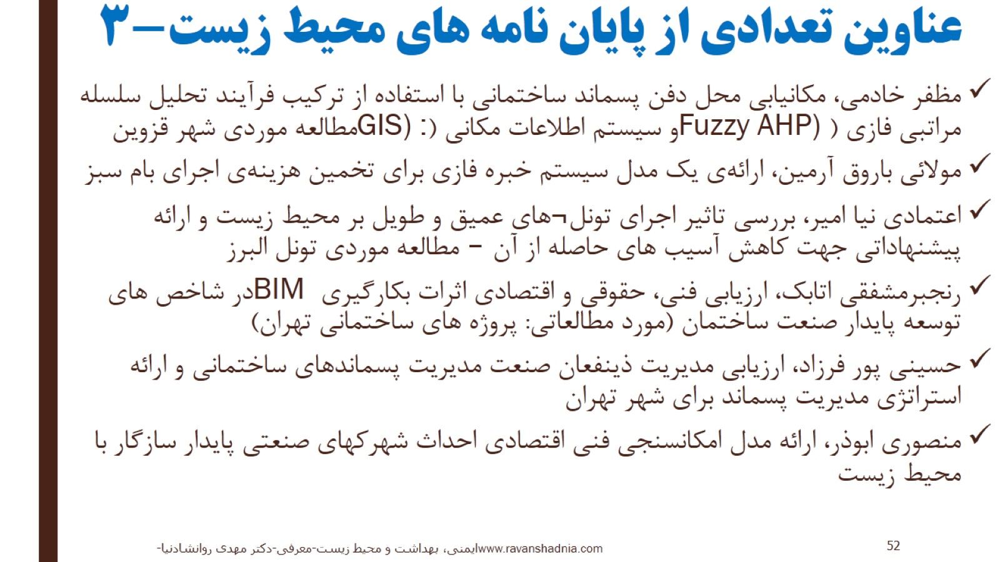 عناوین تعدادی از پایان نامه های محیط زیست–۳
✓ مظفر خادمی، مکانیابی محل دفن پسماند ساختمانی با استفاده از ترکیب فرآیند تحلیل سلسله
مراتبی فازی ( (Fuzzy AHPو سیستم اطلاعات مکانی (: (GISمطالعه موردی شهر قزوین
✓ مولائی باروق آرمین، ارائه‌ی یک مدل سیستم خبره فازی برای تخمین هزینه‌ی اجرای بام سبز
✓ اعتمادی نیا امیر، بررسی تاثیر اجرای تونل¬های عمیق و طویل بر محیط زیست و ارائه
پیشنهاداتی جهت کاهش آسیب های حاصله از آن – مطالعه موردی تونل البرز
✓ رنجبرمشفقی اتابک، ارزیابی فنی، حقوقی و اقتصادی اثرات بکارگیری BIMدر شاخص های
توسعه پایدار صنعت ساختمان (مورد مطالعاتی: پروژه های ساختمانی تهران)
✓ حسینی پور فرزاد، ارزیابی مدیریت ذینفعان صنعت مدیریت پسماندهای ساختمانی و ارائه
استراتژی مدیریت پسماند برای شهر تهران
✓ منصوری ابوذر، ارائه مدل امکانسنجی فنی اقتصادی احداث شهرکهای صنعتی پایدار سازگار با
محیط زیست
www.ravanshadnia.comایمنی، بهداشت و محیط زیست-معرفی-دکتر مهدی روانشادنیا-
52